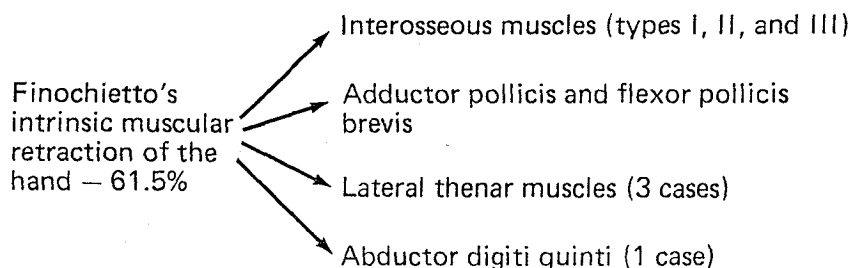 Interosseous muscles (types I, II, and III)
Finochietto's
intrinsic muscular
retraction of the
hand — 61.5%
Adductor pollicis and flexor pollicis
brevis
Lateral thenar muscles (3 cases)
Abductor digiti quinti (1 case)